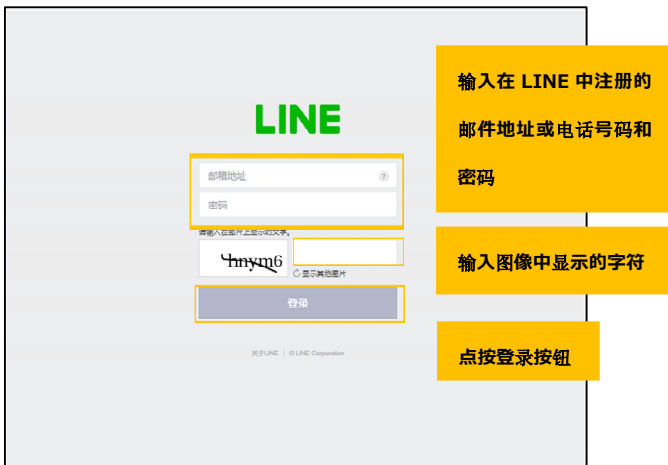 LINE
邮箱地址
?
密码
请输入在图片上显示的文字。
hnym6
显示其他图片
登录
关于LINE | © LINE Corporation
输入在 LINE 中注册的
邮件地址或电话号码和
密码
输入图像中显示的字符
点按登录按钮